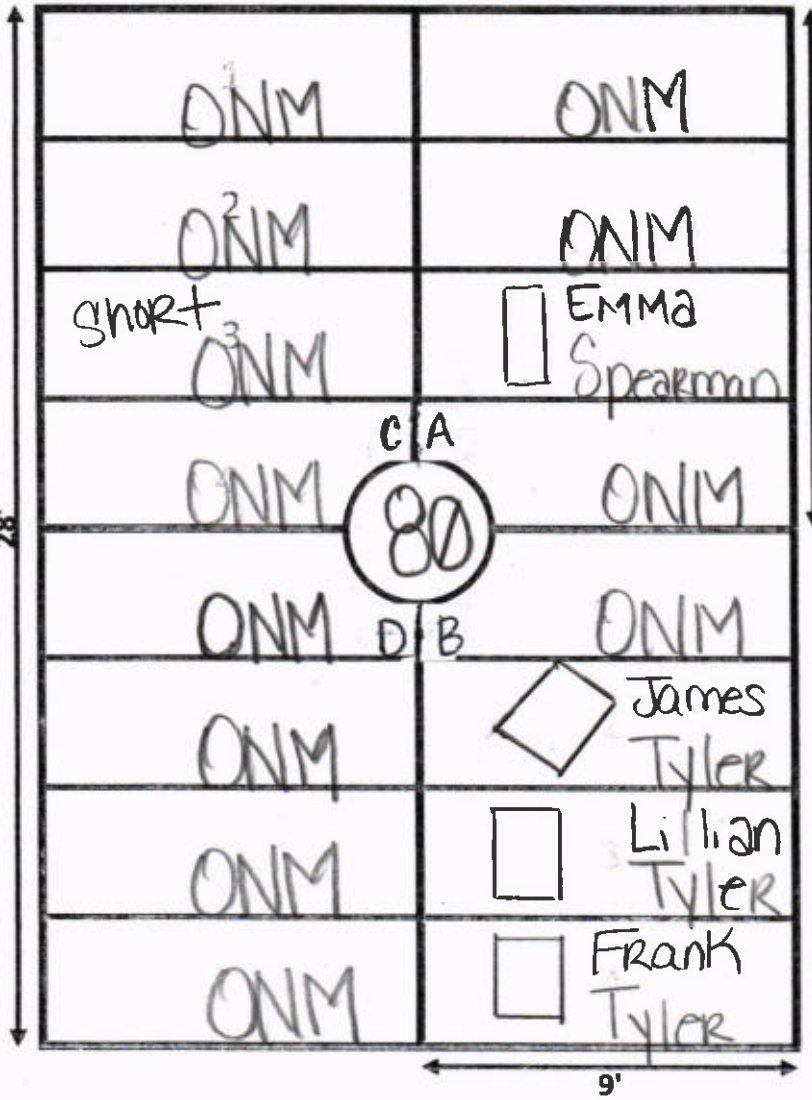 1
ONM ONM
2
ONM ONM
Short
3
ONM
EMMA
Spearman
C A
ONM ONM
80
28'
ONM ONM
D B
ONM
James
Tyler
ONM
Lillian
Tyler
ONM
Frank
Tyler
9'